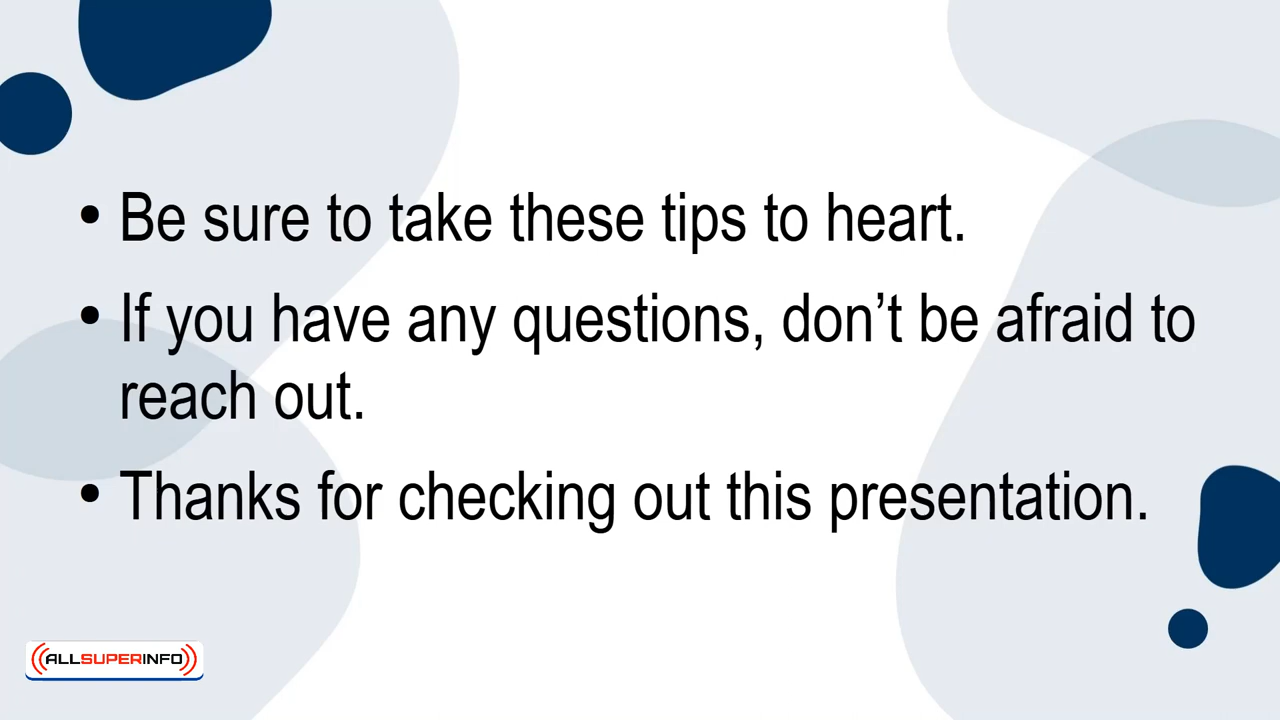 • Be sure to take these tips to heart.
• If you have any questions, don’t be afraid to
reach out.
• Thanks for checking out this presentation.
ALLSUPERINFO